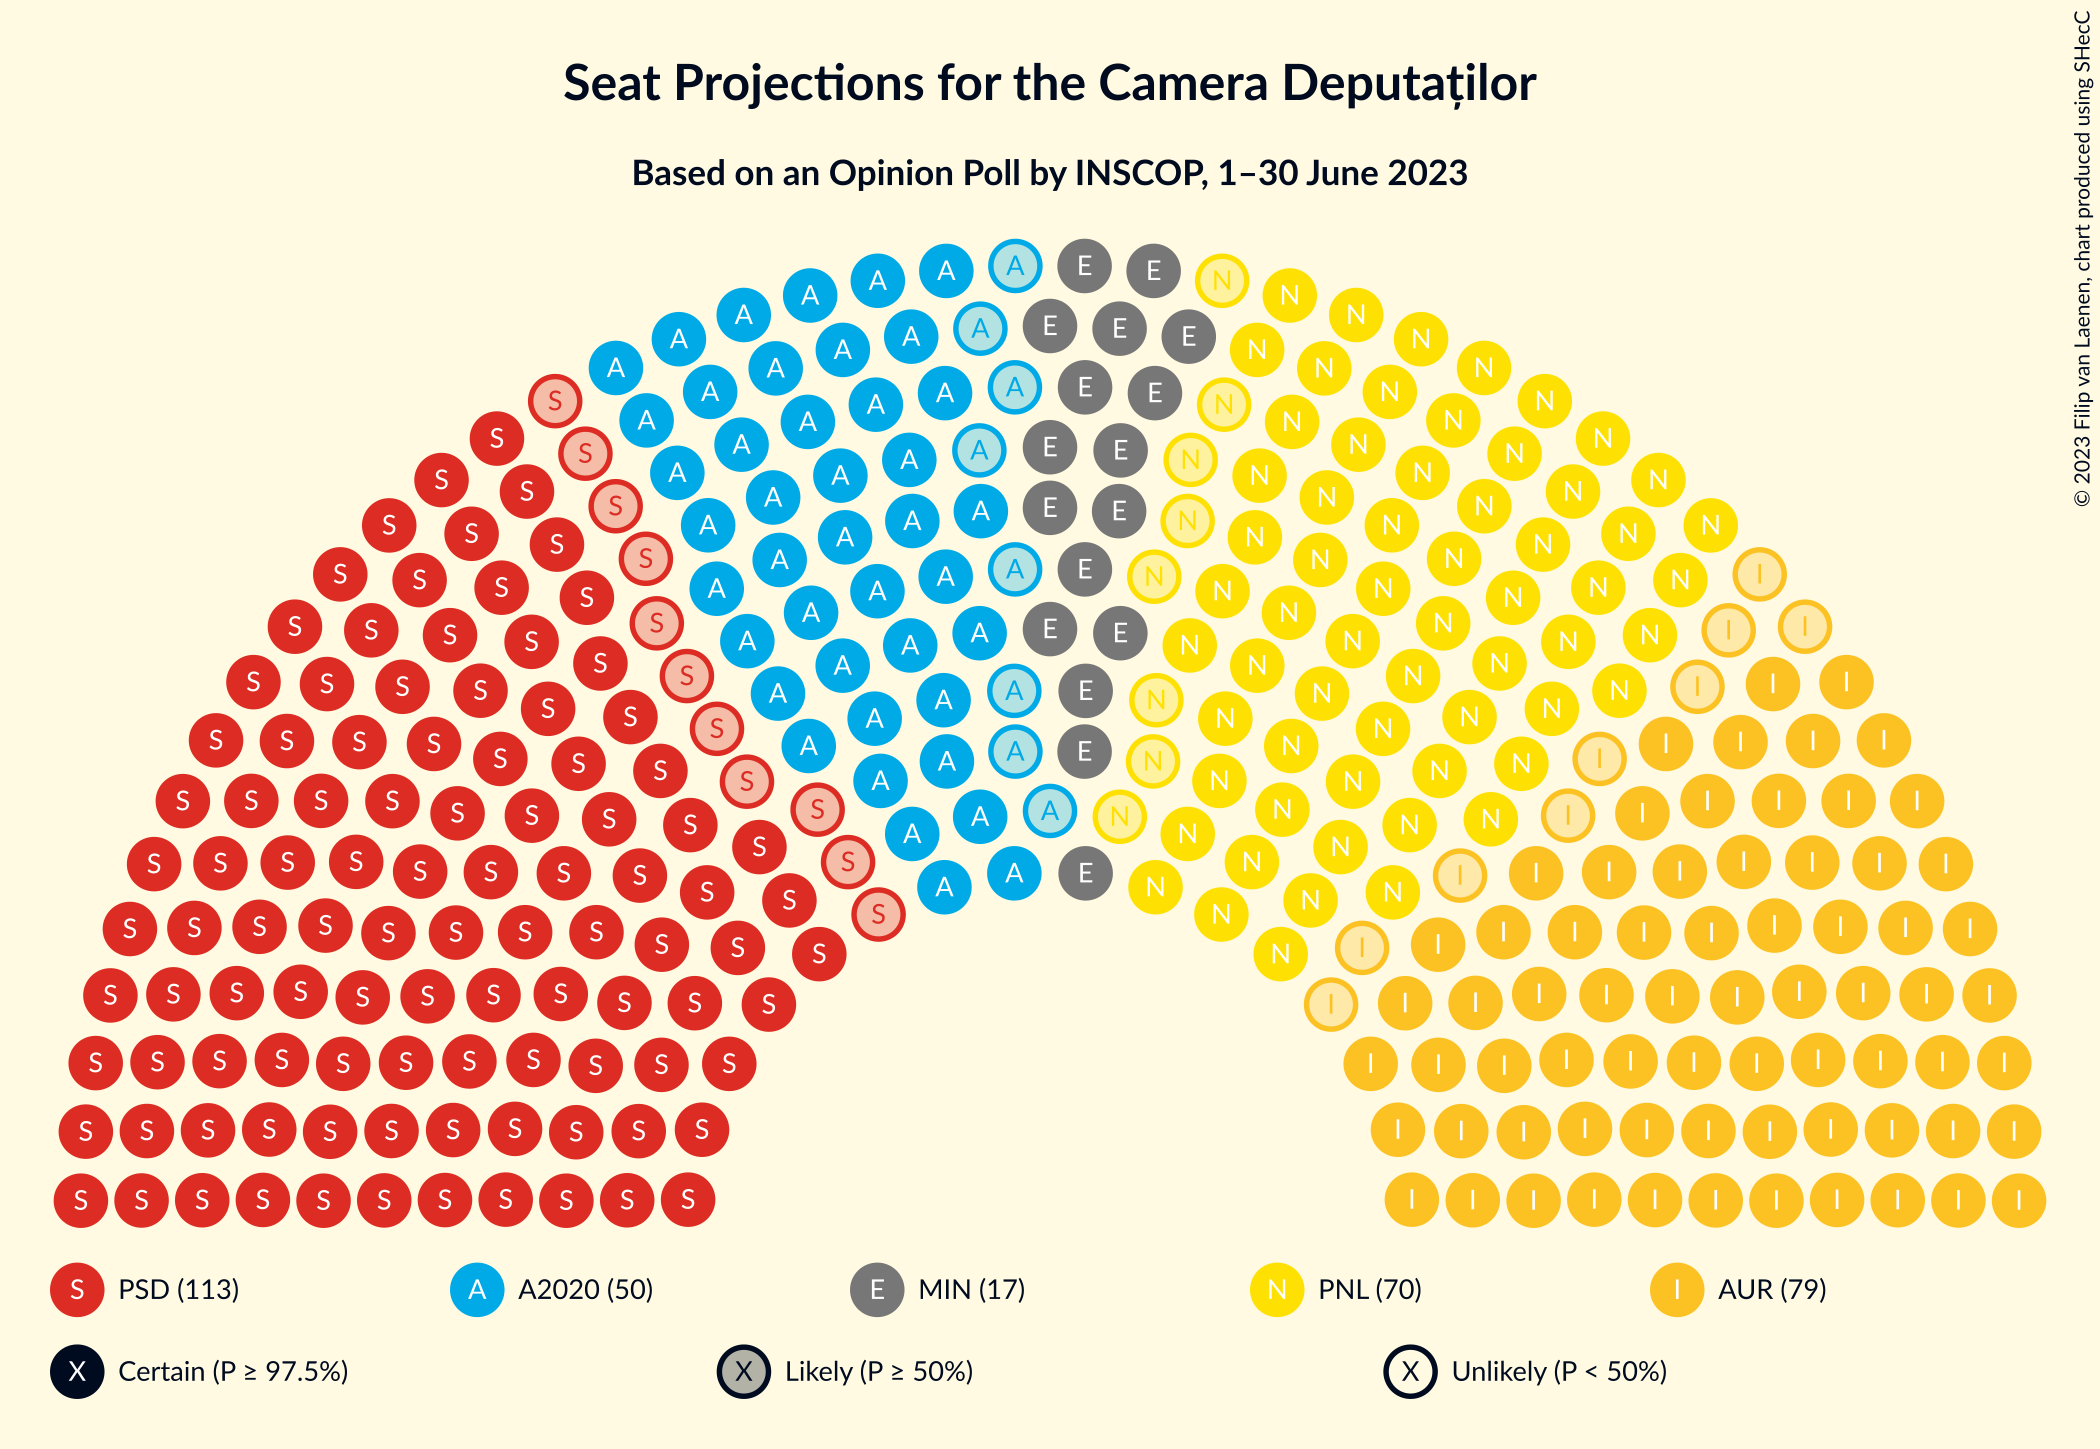 Seat Projections for the Camera Deputaților
Based on an Opinion Poll by INSCOP, 1–30 June 2023
© 2023 Filip van Laenen, chart produced using SHecC
S PSD (113) A A2020 (50) E MIN (17) N PNL (70) I AUR (79)
X Certain (P ≥ 97.5%) X Likely (P ≥ 50%) X Unlikely (P < 50%)